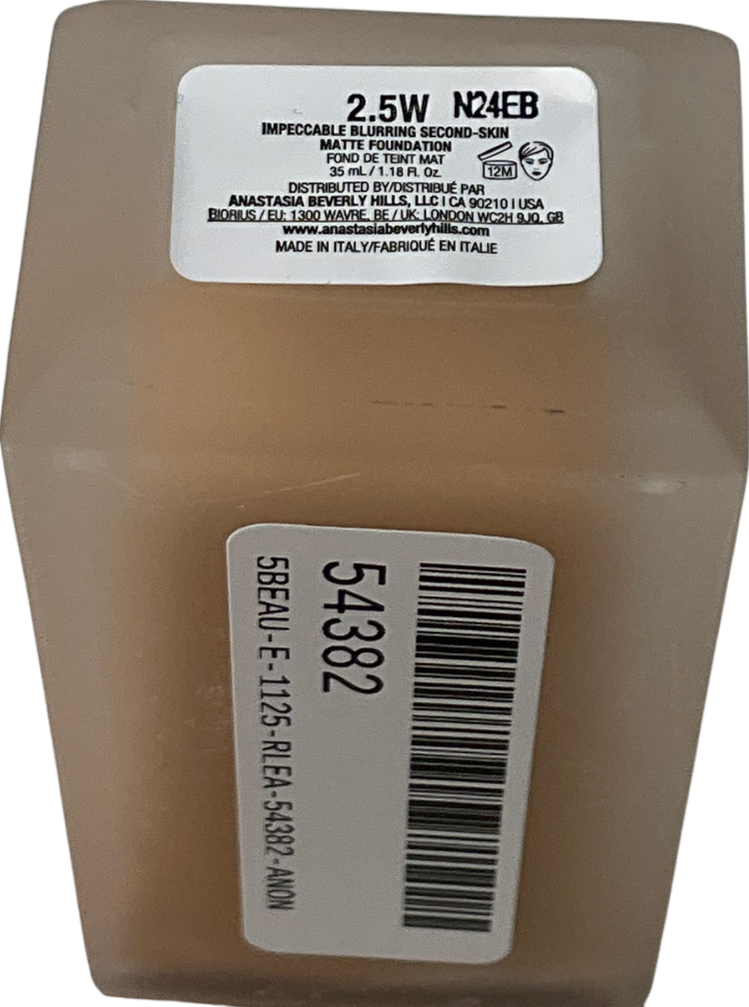 2.5W N24EB
IMPECCABLE BLURRING SECOND-SKIN
MATTE FOUNDATION
FOND DE TEINT MAT
35 mL / 1.18 Fl. Oz.
12M
DISTRIBUTED BY/DISTRIBUÉ PAR
ANASTASIA BEVERLY HILLS, LLC | CA 90210 | USA
BIORIUS / EU: 1300 WAVRE, BE / UK: LONDON WC2H 9JQ, GB
www.anastasiabeverlyhills.com
MADE IN ITALY/FABRIQUÉ EN ITALIE
54382
5BEAU-E-1125-RLEA-54382-ANON